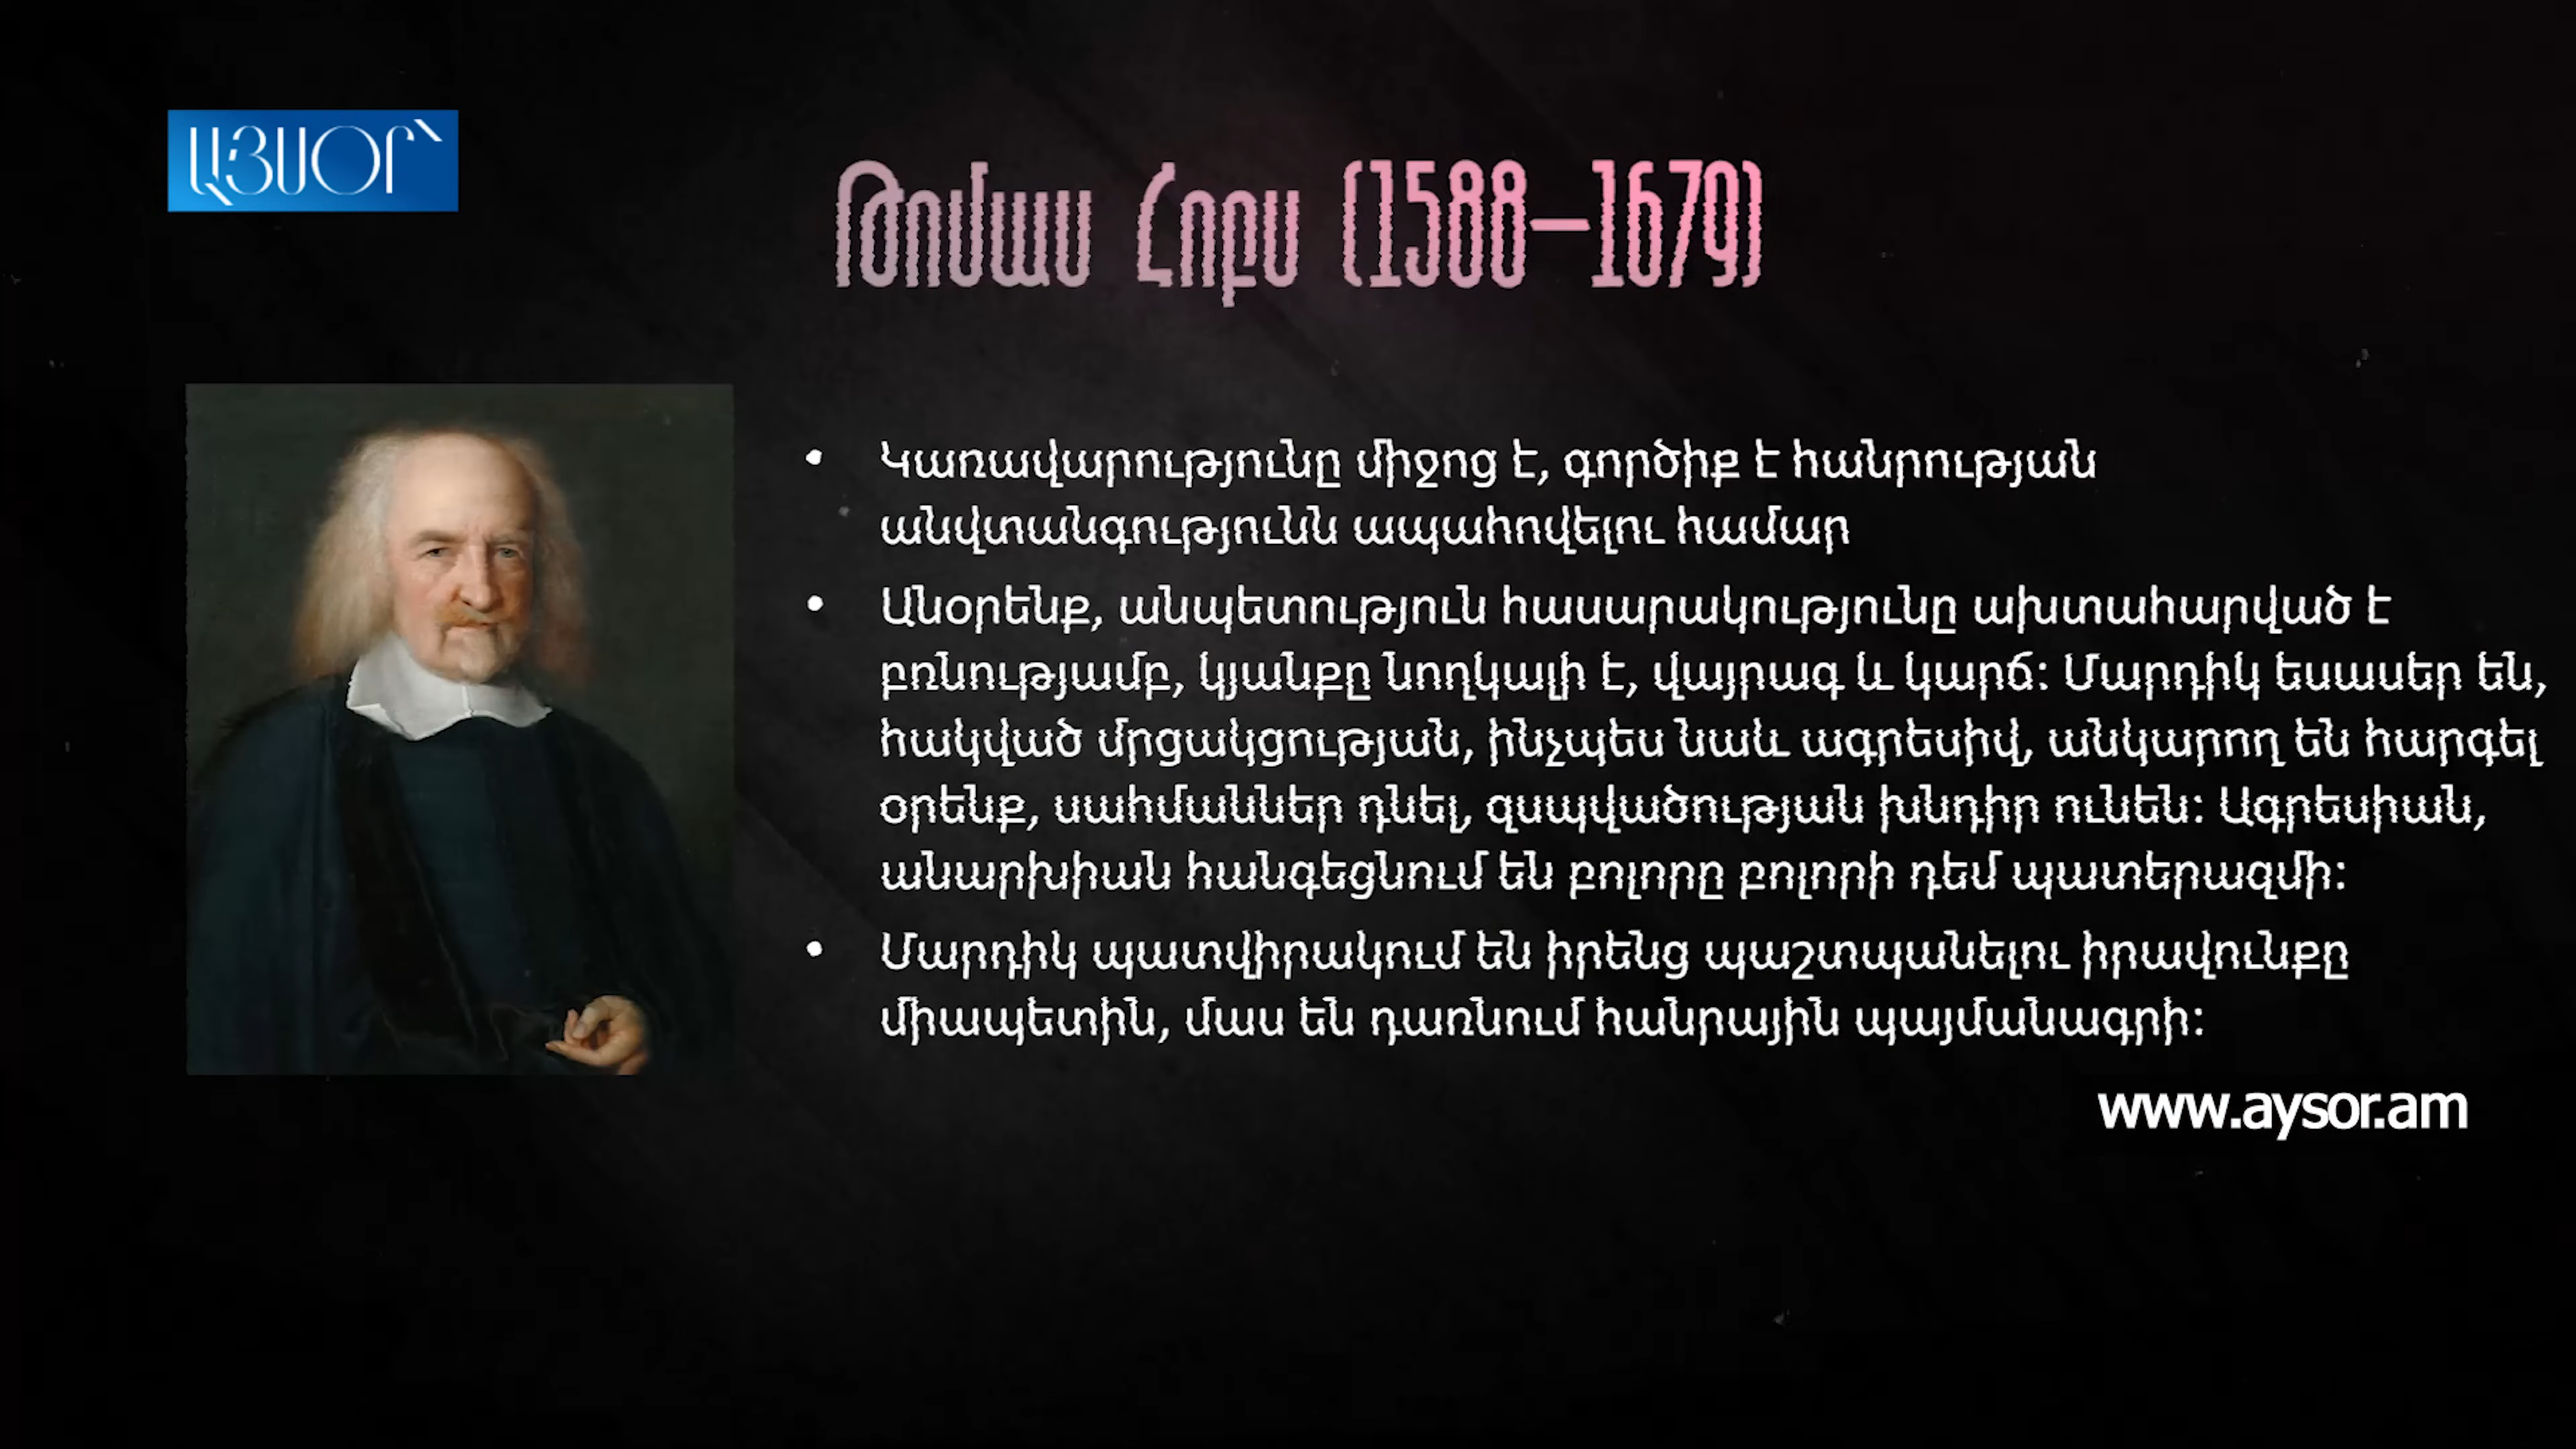 ԱՅՍՕՐ՝
Թոմաս Հոբս (1588–1679)
• Կառավարությունը միջոց է, գործիք է հանրության
անվտանգությունն ապահովելու համար
• Անօրենք, անպետություն հասարակությունը ախտահարված է
բռնությամբ, կյանքը նողկալի է, վայրագ և կարճ: Մարդիկ եսասեր են,
հակված մրցակցության, ինչպես նաև ագրեսիվ, անկարող են հարգել
օրենք, սահմաններ դնել, զսպվածության խնդիր ունեն: Ագրեսիան,
անարխիան հանգեցնում են բոլորը բոլորի դեմ պատերազմի:
• Մարդիկ պատվիրակում են իրենց պաշտպանելու իրավունքը
միապետին, մաս են դառնում հանրային պայմանագրի:
www.aysor.am